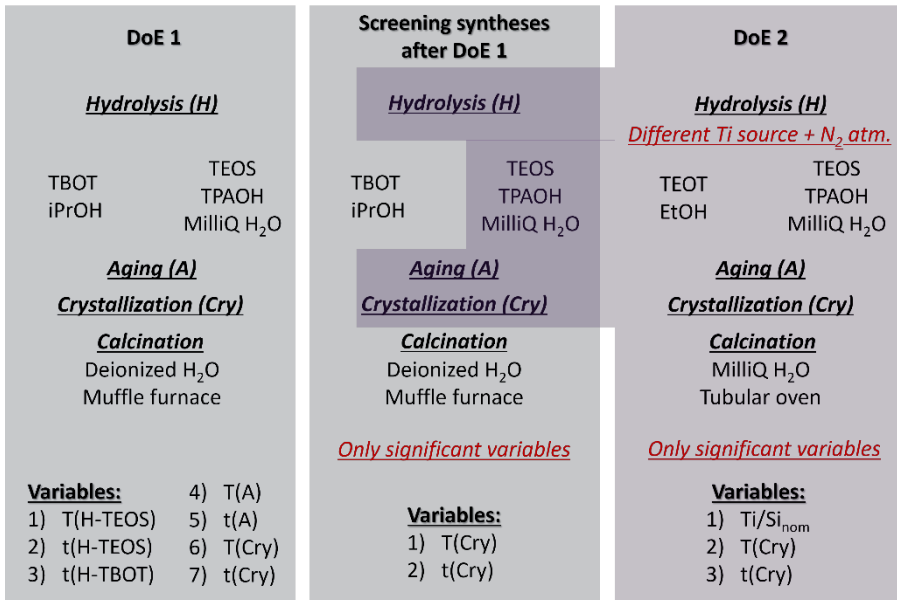 DoE 1
Hydrolysis (H)
TBOT
iPrOH
TEOS
TPAOH
MilliQ H2O
Aging (A)
Crystallization (Cry)
Calcination
Deionized H2O
Muffle furnace
Variables:
1) T(H-TEOS)
2) t(H-TEOS)
3) t(H-TBOT)
4) T(A)
5) t(A)
6) T(Cry)
7) t(Cry)
Screening syntheses
after DoE 1
Hydrolysis (H)
TBOT
iPrOH
TEOS
TPAOH
MilliQ H2O
Aging (A)
Crystallization (Cry)
Calcination
Deionized H2O
Muffle furnace
Only significant variables
Variables:
1) T(Cry)
2) t(Cry)
DoE 2
Hydrolysis (H)
Different Ti source + N2 atm.
TEOT
EtOH
TEOS
TPAOH
MilliQ H2O
Aging (A)
Crystallization (Cry)
Calcination
MilliQ H2O
Tubular oven
Only significant variables
Variables:
1) Ti/Sinom
2) T(Cry)
3) t(Cry)